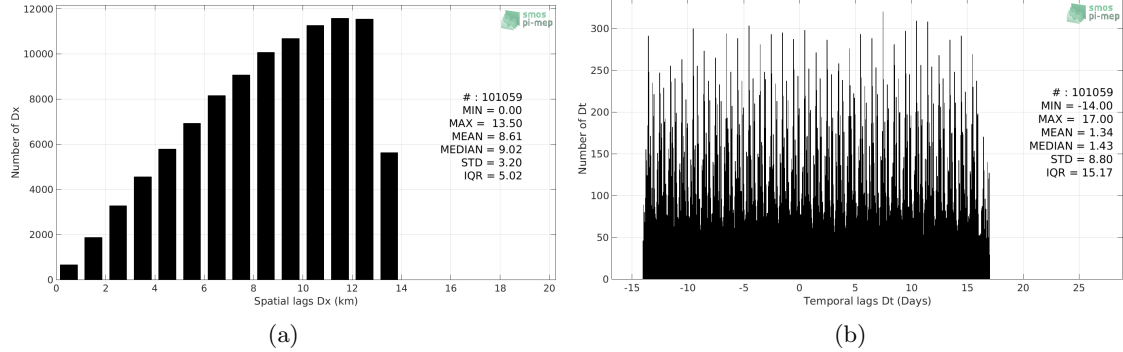 12000
10000
8000
6000
4000
2000
0
Number of Dx
0 2 4 6 8 10 12 14 16 18 20
Spatial lags Dx (km)
smos
pi-mep
# : 101059
MIN = 0.00
MAX = 13.50
MEAN = 8.61
MEDIAN = 9.02
STD = 3.20
IQR = 5.02
(a)
300
250
200
150
100
50
0
Number of Dt
-15 -10 -5 0 5 10 15 20 25
Temporal lags Dt (Days)
smos
pi-mep
# : 101059
MIN = -14.00
MAX = 17.00
MEAN = 1.34
MEDIAN = 1.43
STD = 8.80
IQR = 15.17
(b)